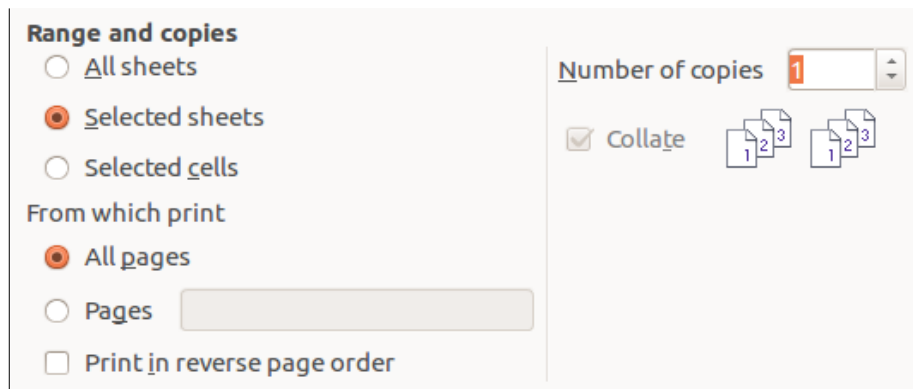 Range and copies
All sheets
Selected sheets
Selected cells
From which print
All pages
Pages
Print in reverse page order
Number of copies 1
Collate 1 2 3 1 2 3